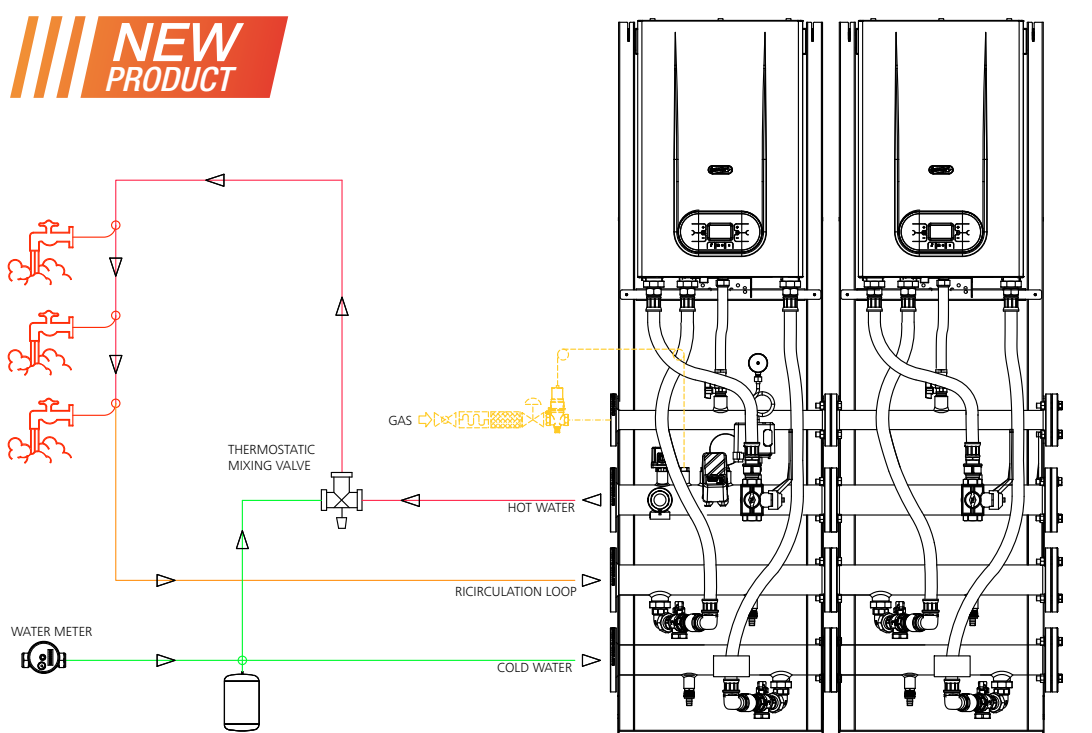 NEW
PRODUCT
GAS
THERMOSTATIC
MIXING VALVE
HOT WATER
RICIRCULATION LOOP
WATER METER
COLD WATER